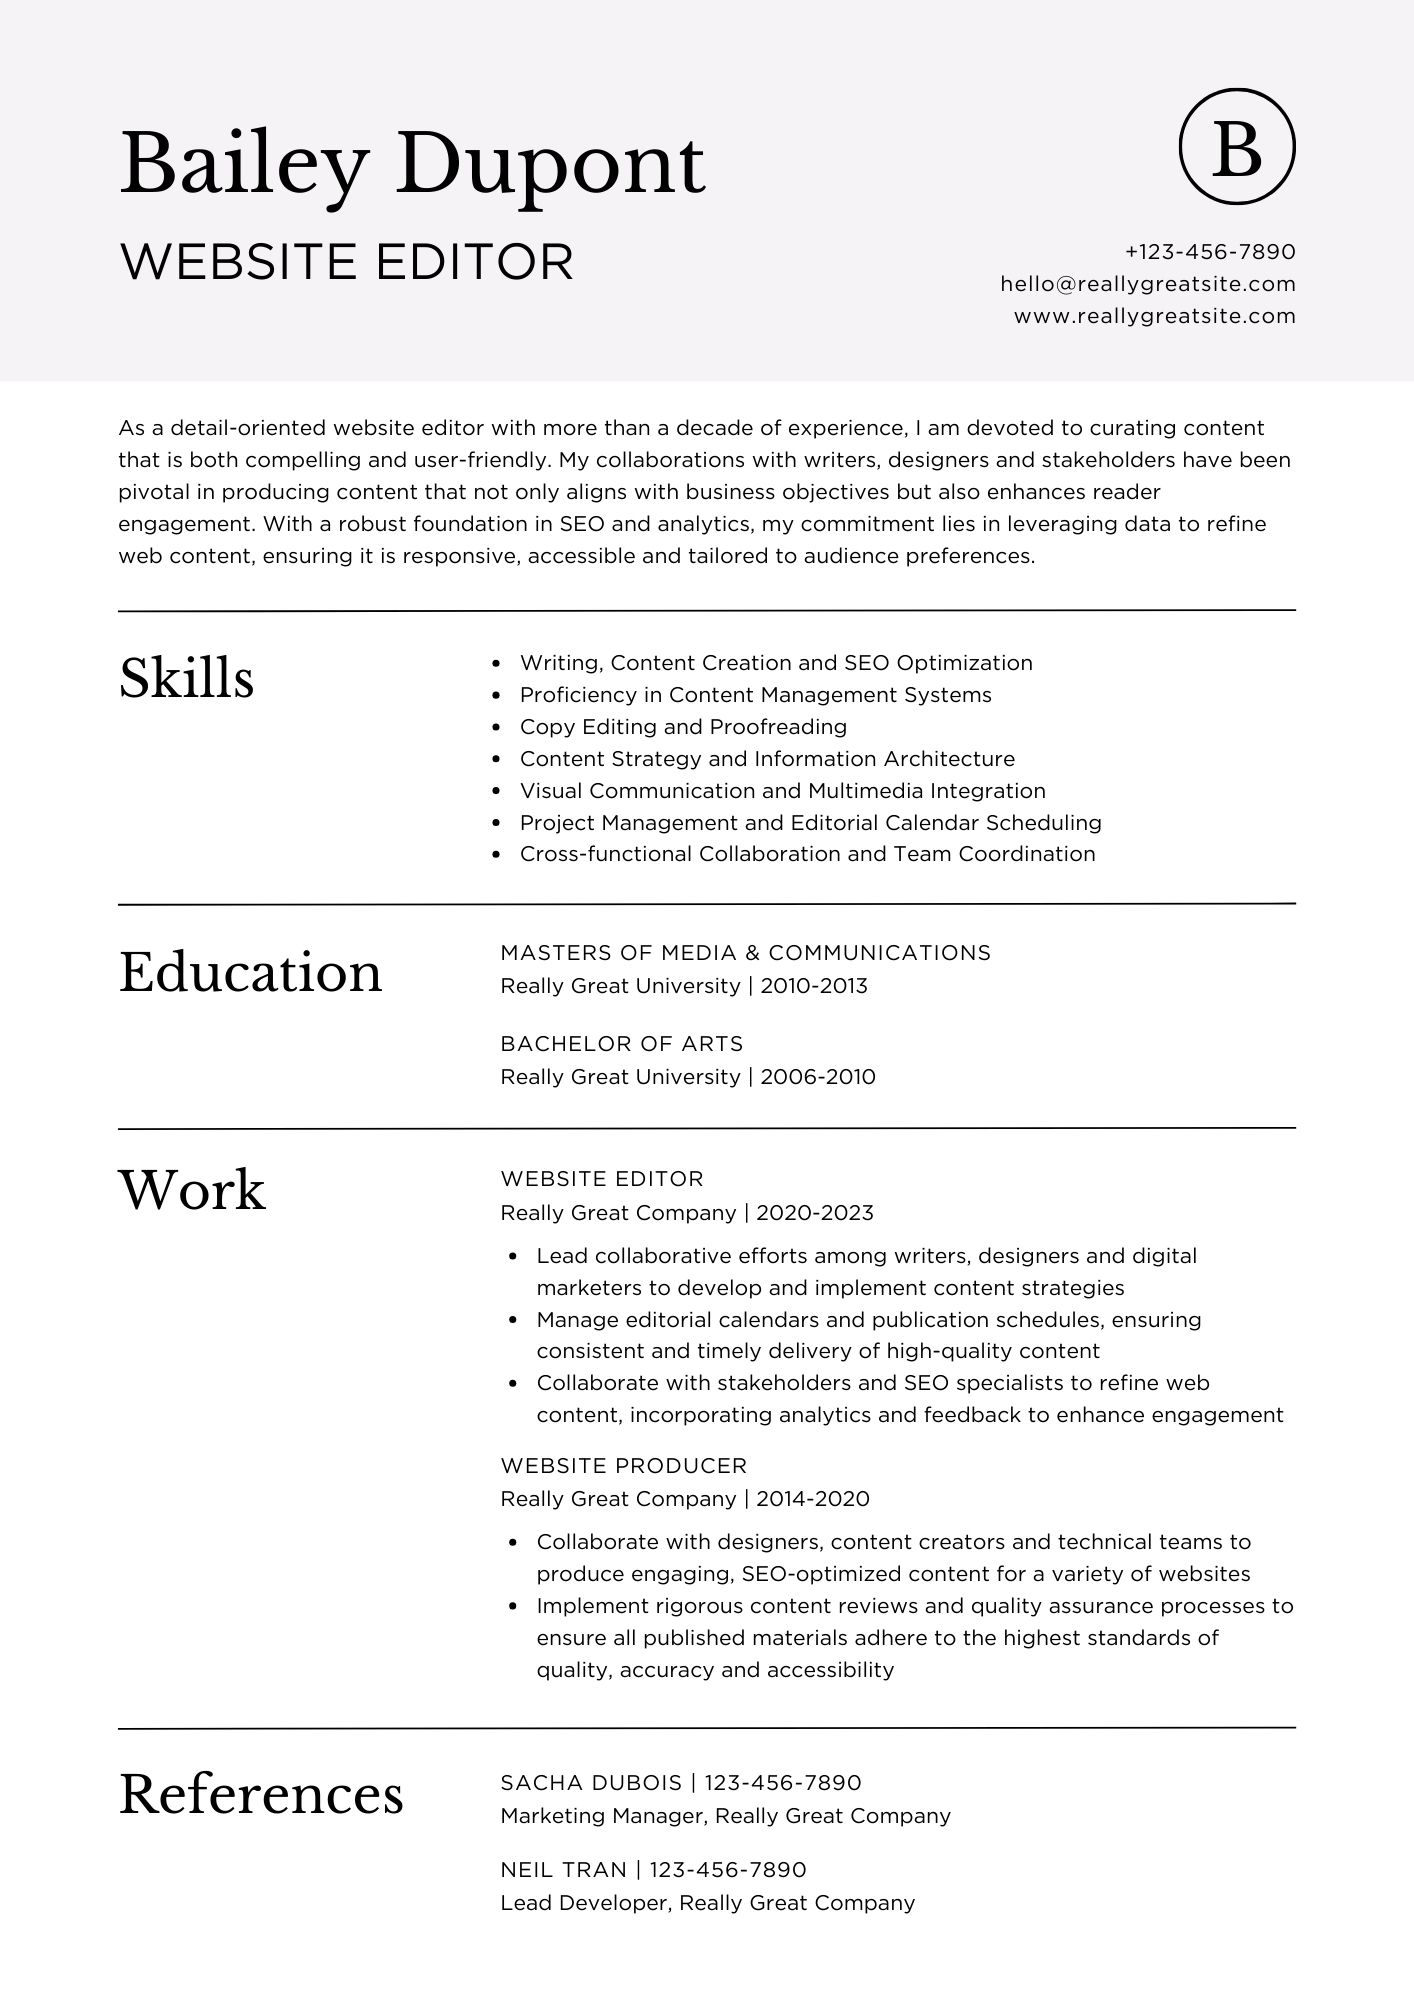 Bailey Dupont
WEBSITE EDITOR
B
+123-456-7890
hello@reallygreatsite.com
www.reallygreatsite.com
As a detail-oriented website editor with more than a decade of experience, I am devoted to curating content
that is both compelling and user-friendly. My collaborations with writers, designers and stakeholders have been
pivotal in producing content that not only aligns with business objectives but also enhances reader
engagement. With a robust foundation in SEO and analytics, my commitment lies in leveraging data to refine
web content, ensuring it is responsive, accessible and tailored to audience preferences.
Skills
• Writing, Content Creation and SEO Optimization
• Proficiency in Content Management Systems
• Copy Editing and Proofreading
• Content Strategy and Information Architecture
• Visual Communication and Multimedia Integration
• Project Management and Editorial Calendar Scheduling
• Cross-functional Collaboration and Team Coordination
Education
MASTERS OF MEDIA & COMMUNICATIONS
Really Great University | 2010-2013
BACHELOR OF ARTS
Really Great University | 2006-2010
Work
WEBSITE EDITOR
Really Great Company | 2020-2023
• Lead collaborative efforts among writers, designers and digital
marketers to develop and implement content strategies
• Manage editorial calendars and publication schedules, ensuring
consistent and timely delivery of high-quality content
• Collaborate with stakeholders and SEO specialists to refine web
content, incorporating analytics and feedback to enhance engagement
WEBSITE PRODUCER
Really Great Company | 2014-2020
• Collaborate with designers, content creators and technical teams to
produce engaging, SEO-optimized content for a variety of websites
• Implement rigorous content reviews and quality assurance processes to
ensure all published materials adhere to the highest standards of
quality, accuracy and accessibility
References
SACHA DUBOIS | 123-456-7890
Marketing Manager, Really Great Company
NEIL TRAN | 123-456-7890
Lead Developer, Really Great Company